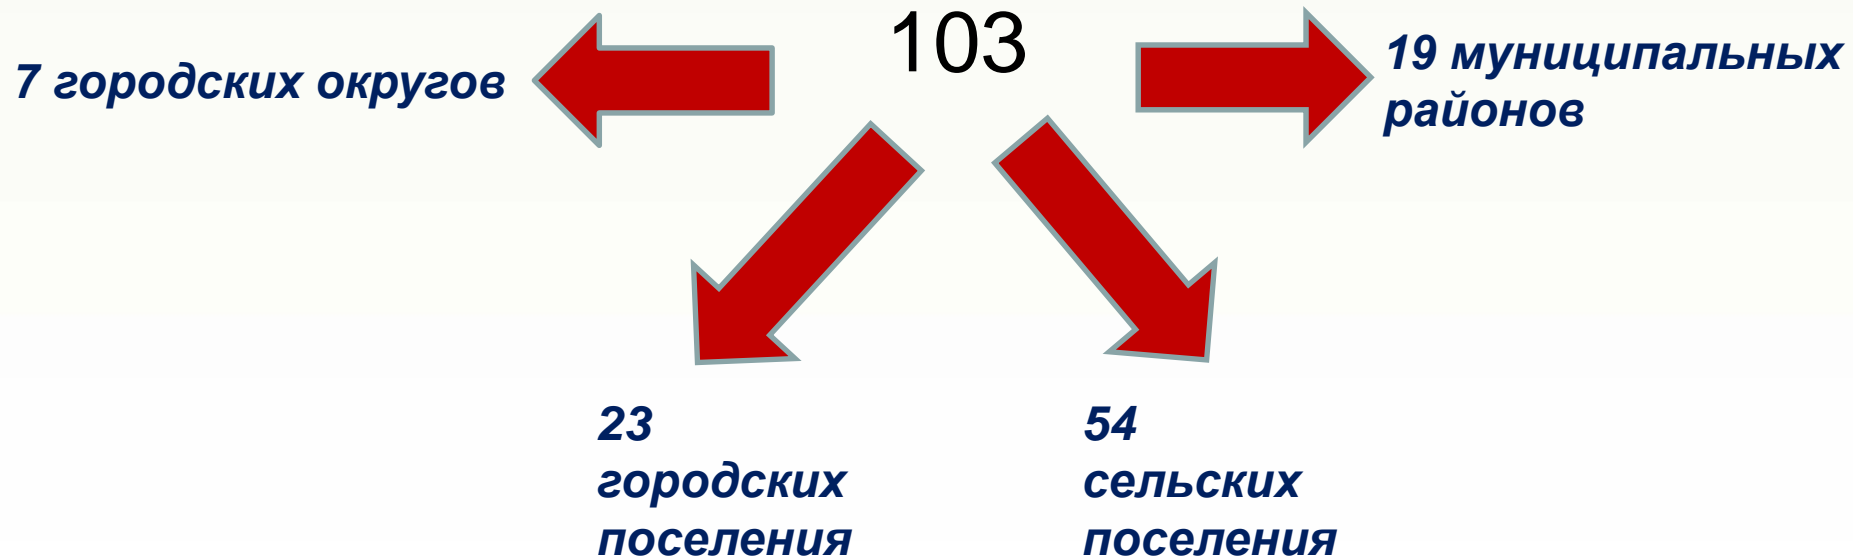 103
7 городских округов
19 муниципальных
районов
23
городских
поселения
54
сельских
поселения